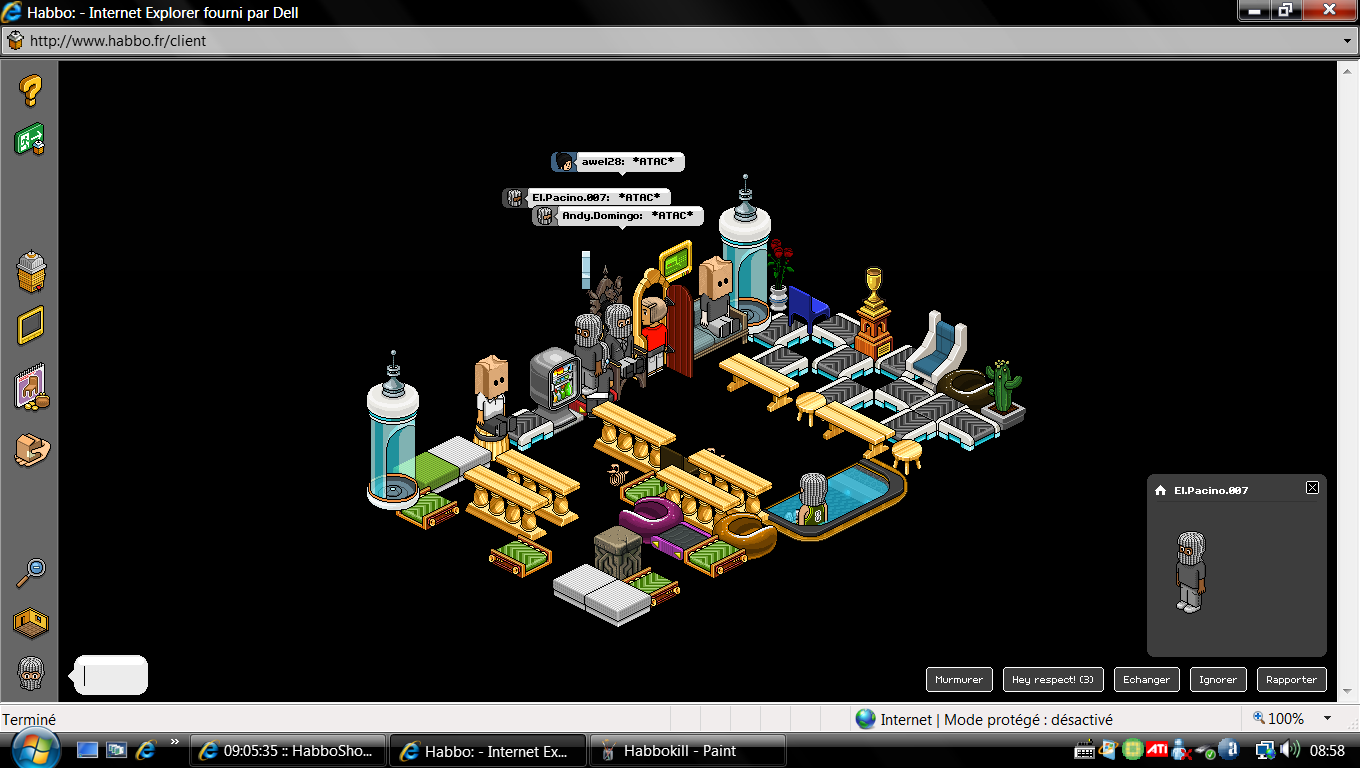 Habbo: - Internet Explorer fourni par Dell
http://www.habbo.fr/client
awel28: *ATAC*
El.Pacino.007: *ATAC*
Andy.Domingo: *ATAC*
8
El.Pacino.007
Murmurer
Hey respect! (3)
Echanger
Ignorer
Rapporter
Terminé
Internet | Mode protégé : désactivé
100%
»
09:05:35 :: HabboSho...
Habbo: - Internet Ex...
Habbokill - Paint
ATI
08:58